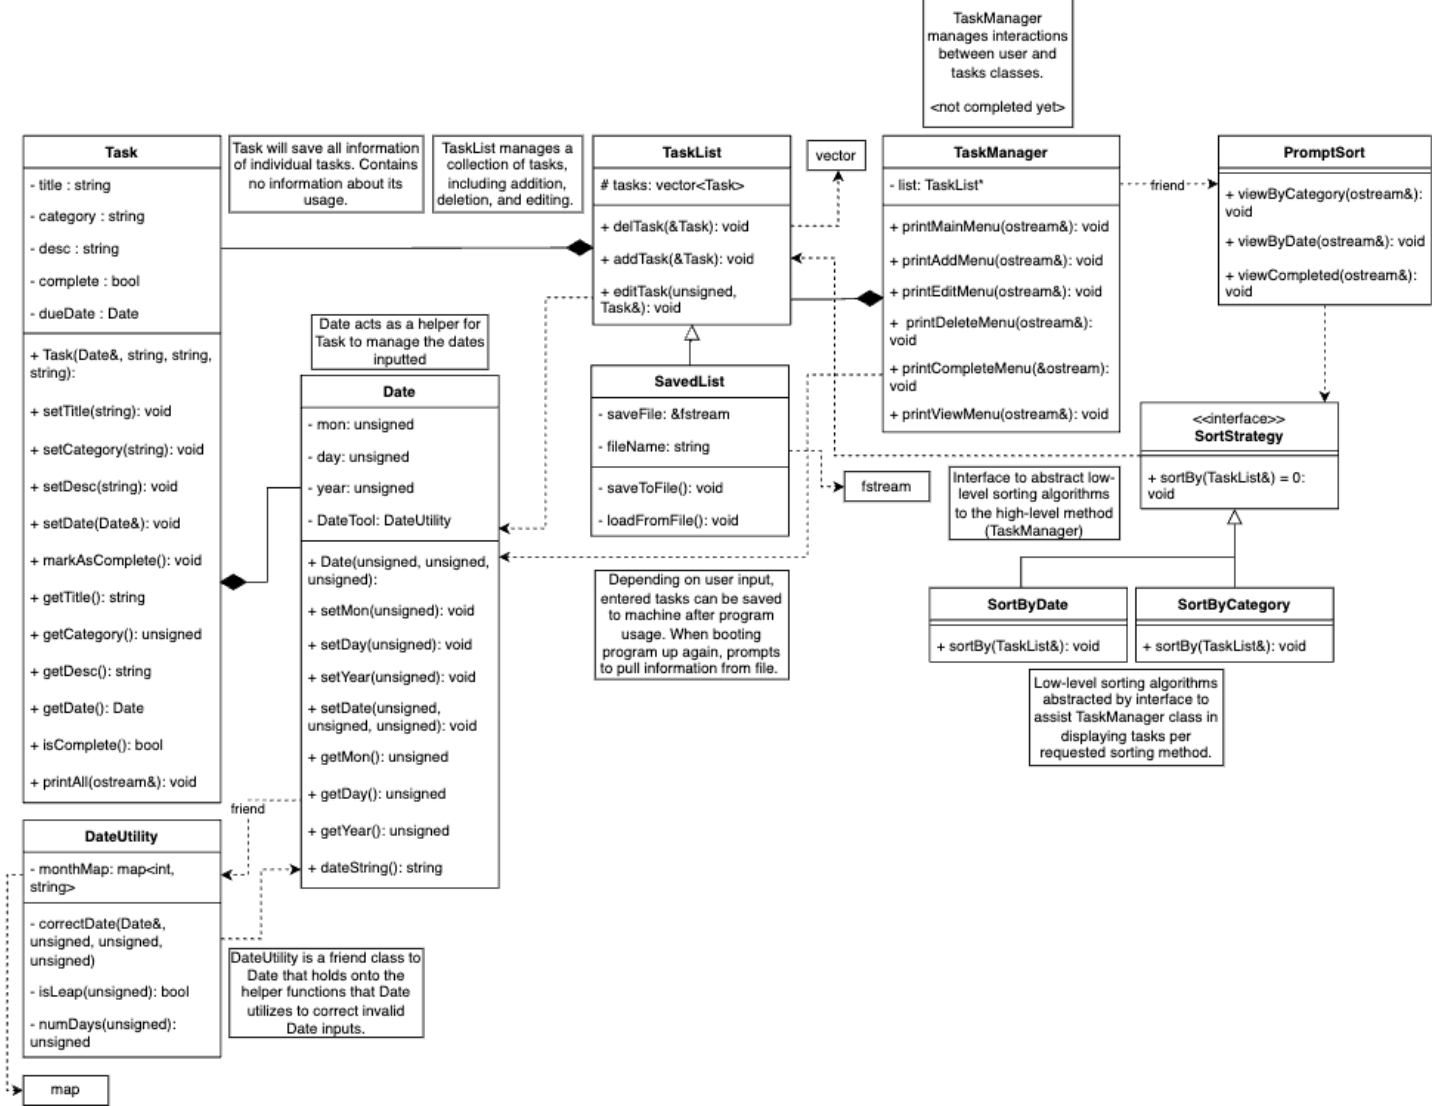 TaskManager
manages interactions
between user and
tasks classes.
<not completed yet>
Task
- title : string
- category : string
- desc : string
- complete : bool
- dueDate : Date
+ Task(Date&, string, string,
string):
+ setTitle(string): void
+ setCategory(string): void
+ setDesc(string): void
+ setDate(Date&): void
+ markAsComplete(): void
+ getTitle(): string
+ getCategory(): unsigned
+ getDesc(): string
+ getDate(): Date
+ isComplete(): bool
+ printAll(ostream&): void
Task will save all information
of individual tasks. Contains
no information about its
usage.
TaskList manages a
collection of tasks,
including addition,
deletion, and editing.
TaskList
# tasks: vector<Task>
+ delTask(&Task): void
+ addTask(&Task): void
+ editTask(unsigned,
Task&): void
vector
TaskManager
- list: TaskList*
+ printMainMenu(ostream&): void
+ printAddMenu(ostream&): void
+ printEditMenu(ostream&): void
+ printDeleteMenu(ostream&):
void
+ printCompleteMenu(&ostream):
void
+ printViewMenu(ostream&): void
friend
PromptSort
+ viewByCategory(ostream&):
void
+ viewByDate(ostream&): void
+ viewCompleted(ostream&):
void
Date acts as a helper for
Task to manage the dates
inputted
Date
- mon: unsigned
- day: unsigned
- year: unsigned
- DateTool: DateUtility
+ Date(unsigned, unsigned,
unsigned):
+ setMon(unsigned): void
+ setDay(unsigned): void
+ setYear(unsigned): void
+ setDate(unsigned,
unsigned, unsigned): void
+ getMon(): unsigned
+ getDay(): unsigned
+ getYear(): unsigned
+ dateString(): string
SavedList
- saveFile: &fstream
- fileName: string
- saveToFile(): void
- loadFromFile(): void
fstream
Interface to abstract low-
level sorting algorithms
to the high-level method
(TaskManager)
<<interface>>
SortStrategy
+ sortBy(TaskList&) = 0:
void
Depending on user input,
entered tasks can be saved
to machine after program
usage. When booting
program up again, prompts
to pull information from file.
SortByDate
+ sortBy(TaskList&): void
SortByCategory
+ sortBy(TaskList&): void
Low-level sorting algorithms
abstracted by interface to
assist TaskManager class in
displaying tasks per
requested sorting method.
friend
DateUtility
- monthMap: map<int,
string>
- correctDate(Date&,
unsigned, unsigned,
unsigned)
- isLeap(unsigned): bool
- numDays(unsigned):
unsigned
DateUtility is a friend class to
Date that holds onto the
helper functions that Date
utilizes to correct invalid
Date inputs.
map